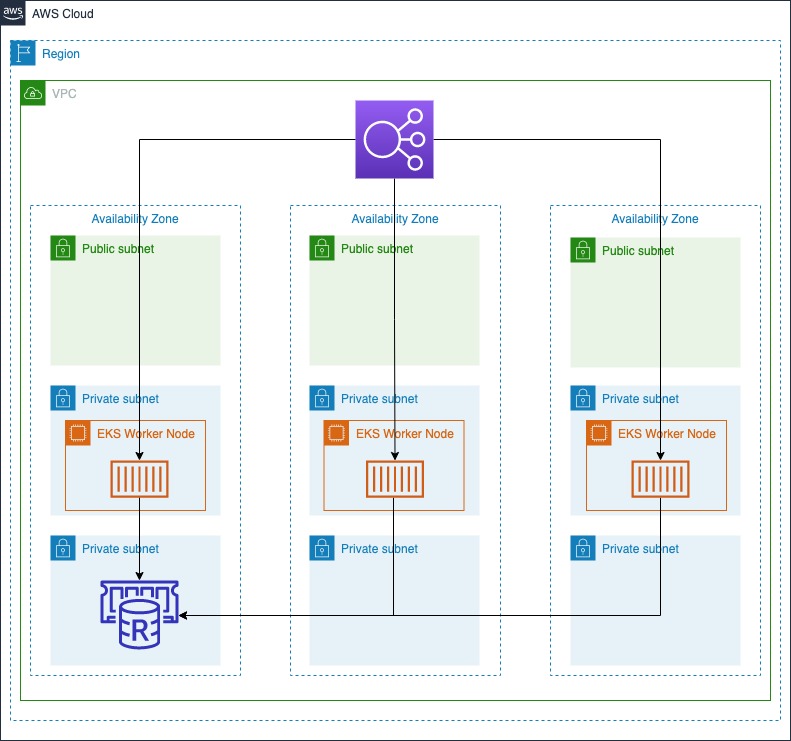 aws
AWS Cloud
Region
VPC
Availability Zone
Availability Zone
Availability Zone
Public subnet
Public subnet
Public subnet
Private subnet
Private subnet
Private subnet
EKS Worker Node
EKS Worker Node
EKS Worker Node
Private subnet
Private subnet
Private subnet
R